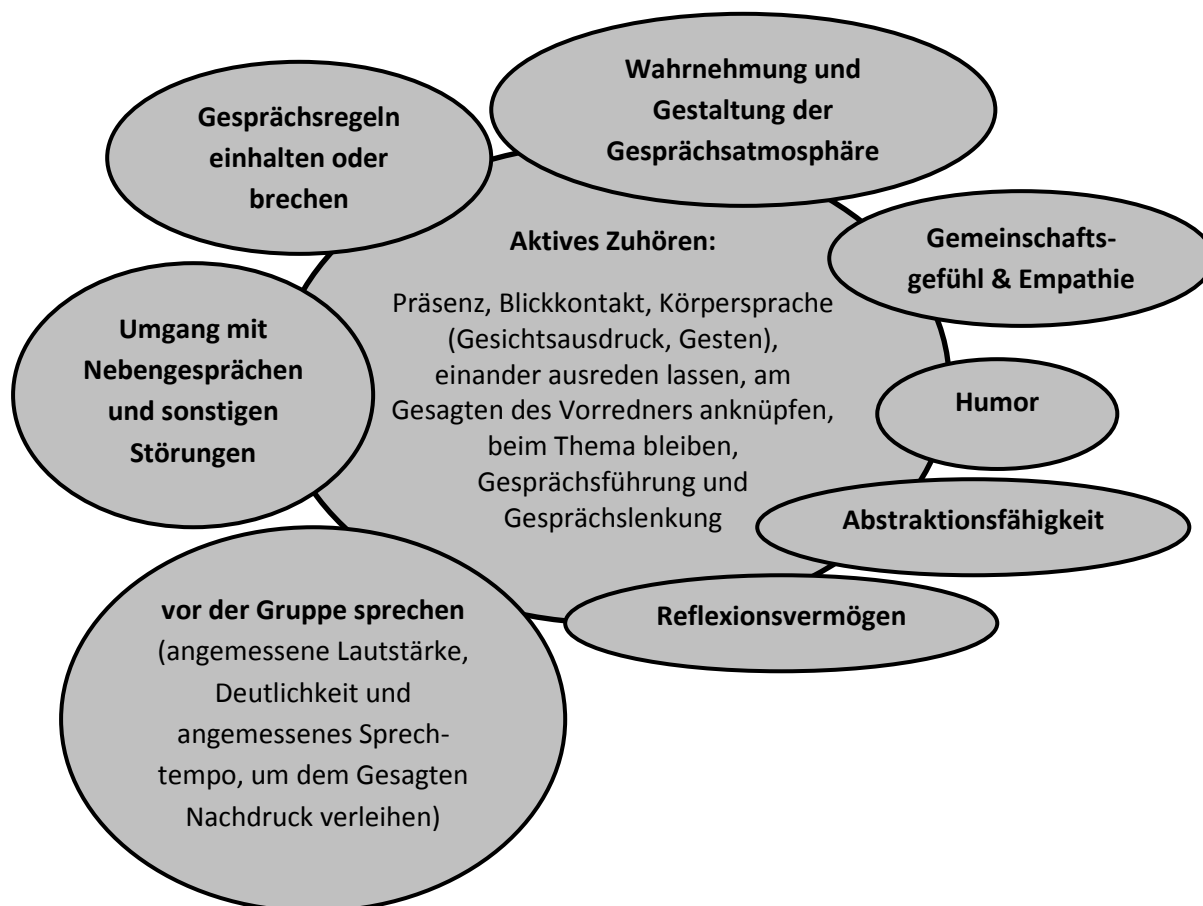 Wahrnehmung und
Gestaltung der
Gesprächsatmosphäre
Gesprächsregeln
einhalten oder
brechen
Aktives Zuhören:
Präsenz, Blickkontakt, Körpersprache
(Gesichtsausdruck, Gesten),
einander ausreden lassen, am
Gesagten des Vorredners anknüpfen,
beim Thema bleiben,
Gesprächsführung und
Gesprächslenkung
Gemeinschafts-
gefühl & Empathie
Umgang mit
Nebengesprächen
und sonstigen
Störungen
Humor
Abstraktionsfähigkeit
Reflexionsvermögen
vor der Gruppe sprechen
(angemessene Lautstärke,
Deutlichkeit und
angemessenes Sprech-
tempo, um dem Gesagten
Nachdruck verleihen)